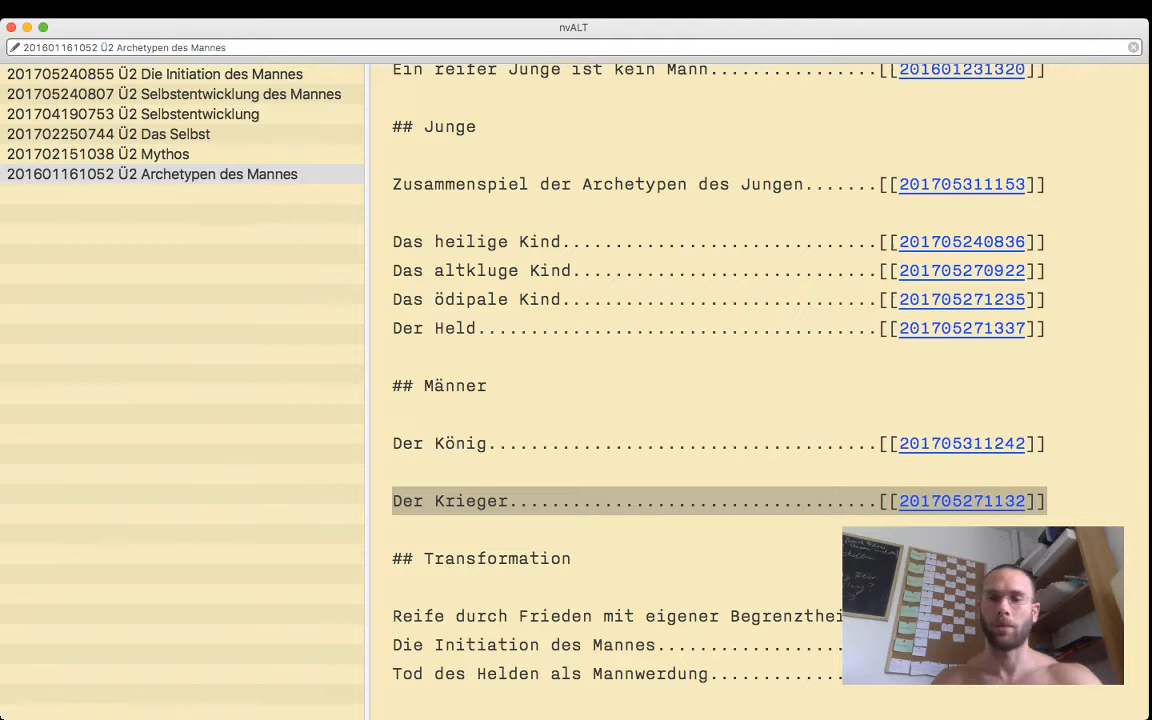 nvALT
201601161052 Ü2 Archetypen des Mannes
201705240855 Ü2 Die Initiation des Mannes
201705240807 Ü2 Selbstentwicklung des Mannes
201704190753 Ü2 Selbstentwicklung
201702250744 Ü2 Das Selbst
201702151038 Ü2 Mythos
201601161052 Ü2 Archetypen des Mannes
Ein reifer Junge ist kein Mann................[[201601231320]]
## Junge
Zusammenspiel der Archetypen des Jungen.......[[201705311153]]
Das heilige Kind..............................[[201705240836]]
Das altkluge Kind.............................[[201705270922]]
Das ödipale Kind..............................[[201705271235]]
Der Held......................................[[201705271337]]
## Männer
Der König.....................................[[201705311242]]
Der Krieger...................................[[201705271132]]
## Transformation
Reife durch Frieden mit eigener Begrenzthei
Die Initiation des Mannes..................
Tod des Helden als Mannwerdung.............